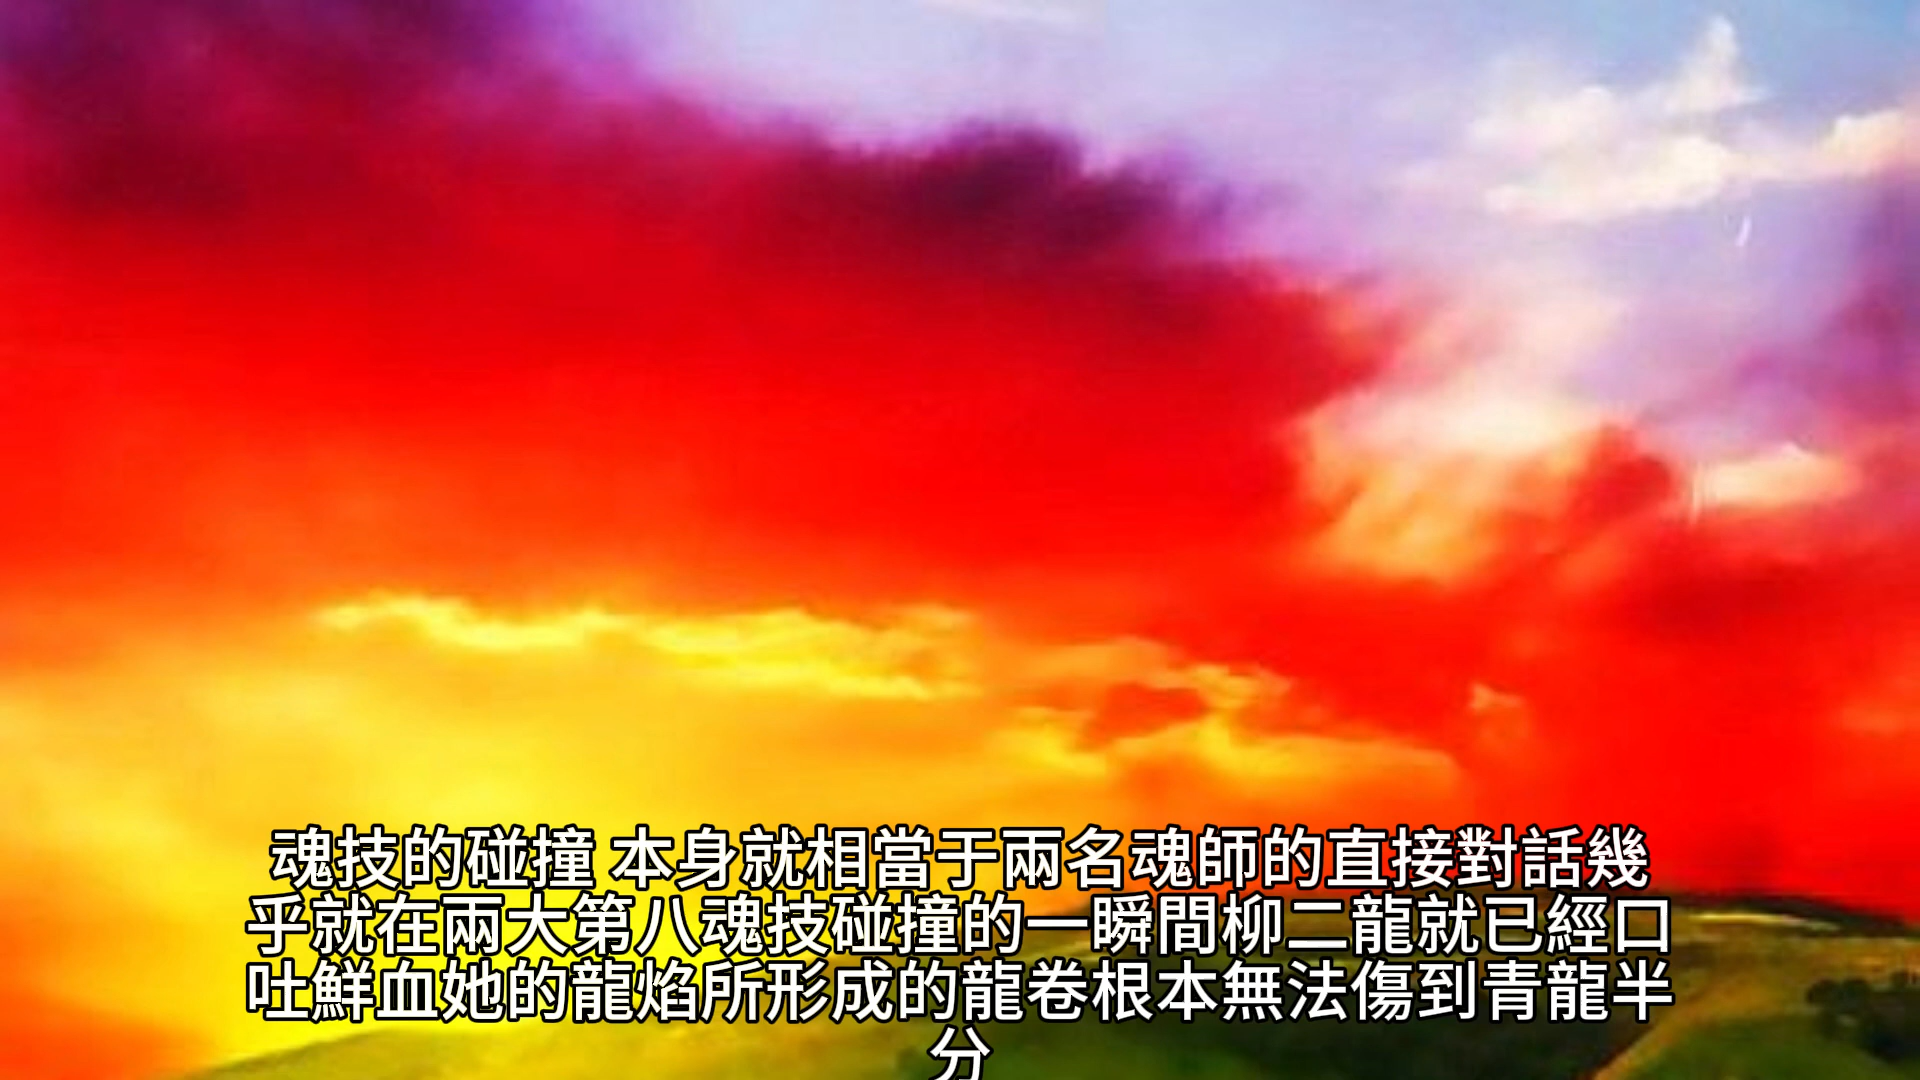 魂技的碰撞 本身就相當于兩名魂師的直接對話幾
乎就在兩大第八魂技碰撞的一瞬間柳二龍就已經口
吐鮮血她的龍焰所形成的龍卷根本無法傷到青龍半
分